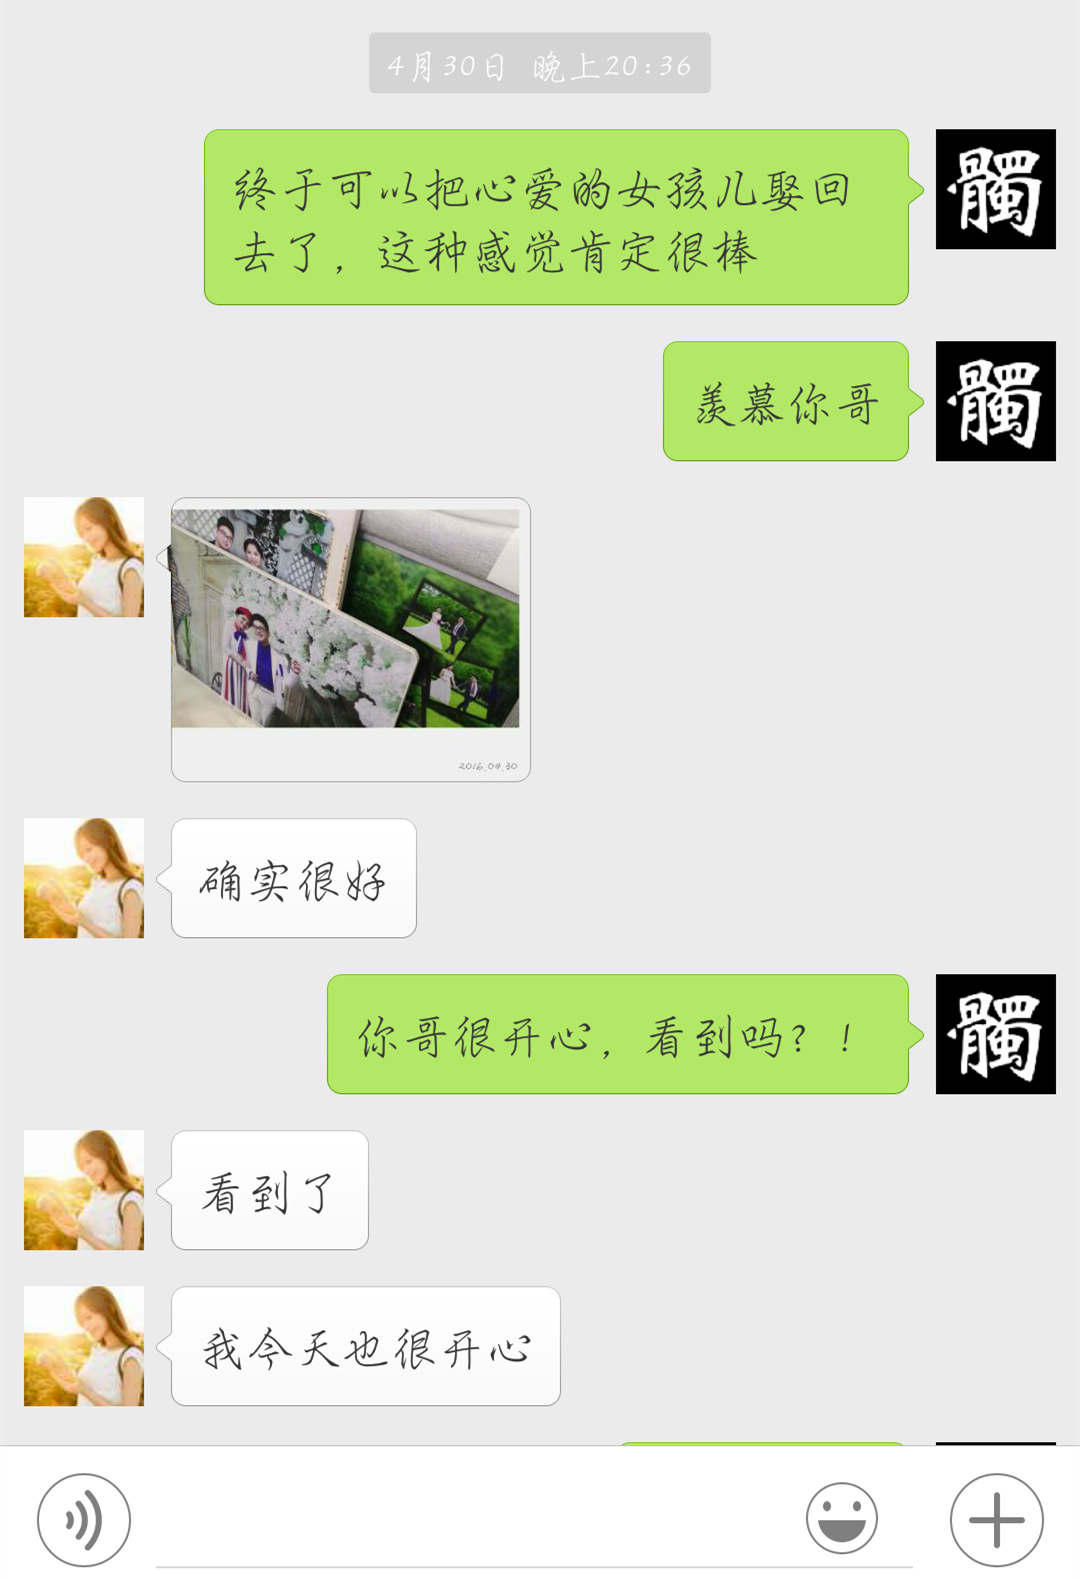 4月30日 晚上20:36
终于可以把心爱的女孩儿娶回
去了，这种感觉肯定很棒
髑
羡慕你哥
髑
2016.04.30
确实很好
你哥很开心，看到吗？！
髑
看到了
我今天也很开心